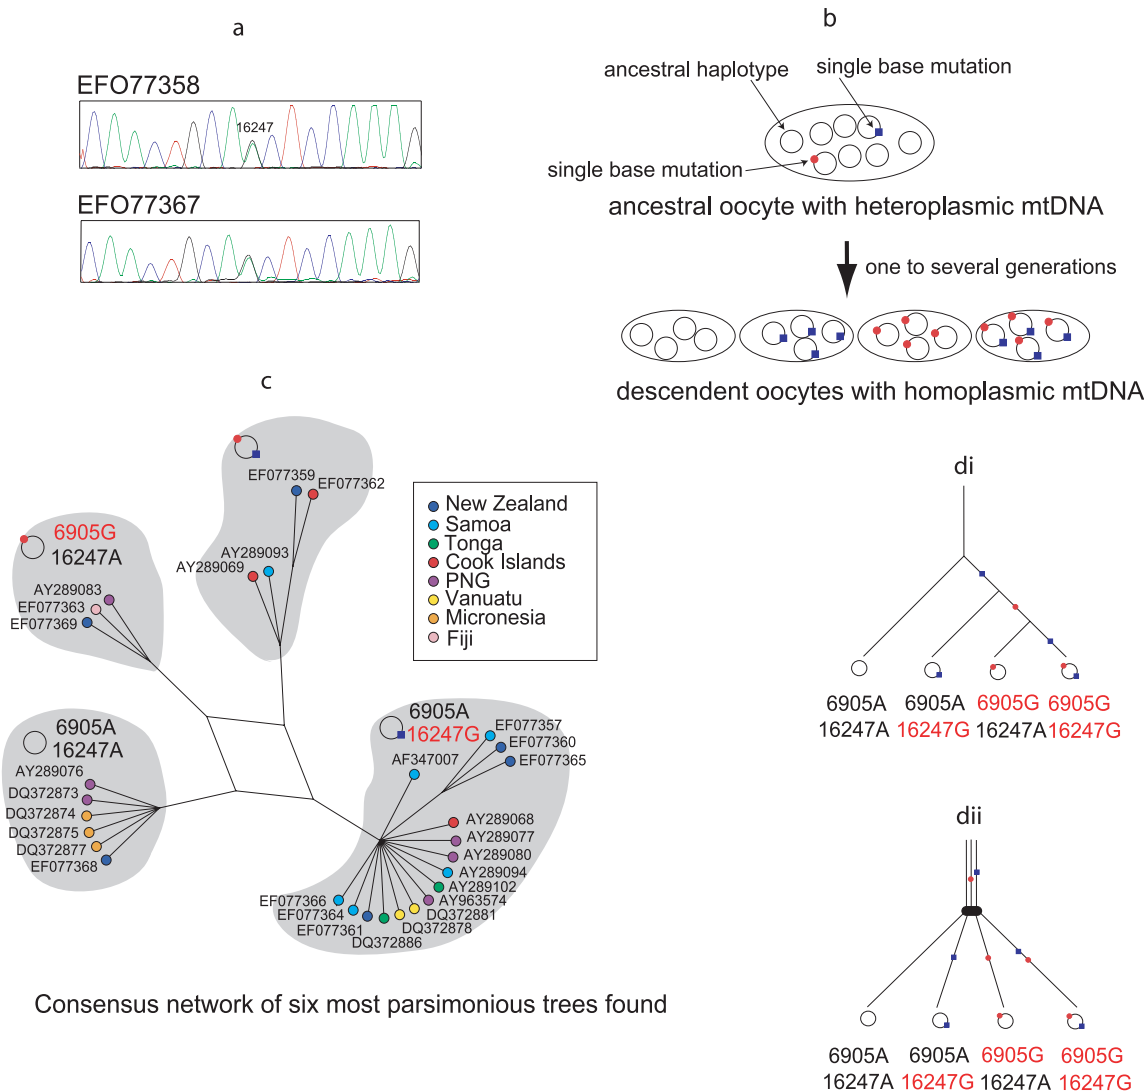 a
EFO77358
16247
EFO77367
b
ancestral haplotype
single base mutation
single base mutation
ancestral oocyte with heteroplasmic mtDNA
one to several generations
descendent oocytes with homoplasmic mtDNA
c
EF077359
EF077362
AY289093
AY289069
6905G
16247A
AY289083
EF077363
EF077369
New Zealand
Samoa
Tonga
Cook Islands
PNG
Vanuatu
Micronesia
Fiji
6905A
16247A
AY289076
DQ372873
DQ372874
DQ372875
DQ372877
EF077368
6905A
16247G
EF077357
EF077360
EF077365
AF347007
AY289068
AY289077
AY289080
AY289094
AY289102
AY963574
DQ372881
DQ372878
DQ372886
EF077361
EF077364
EF077366
Consensus network of six most parsimonious trees found
di
6905A 6905A 6905G 6905G
16247A 16247G 16247A 16247G
dii
6905A 6905A 6905G 6905G
16247A 16247G 16247A 16247G